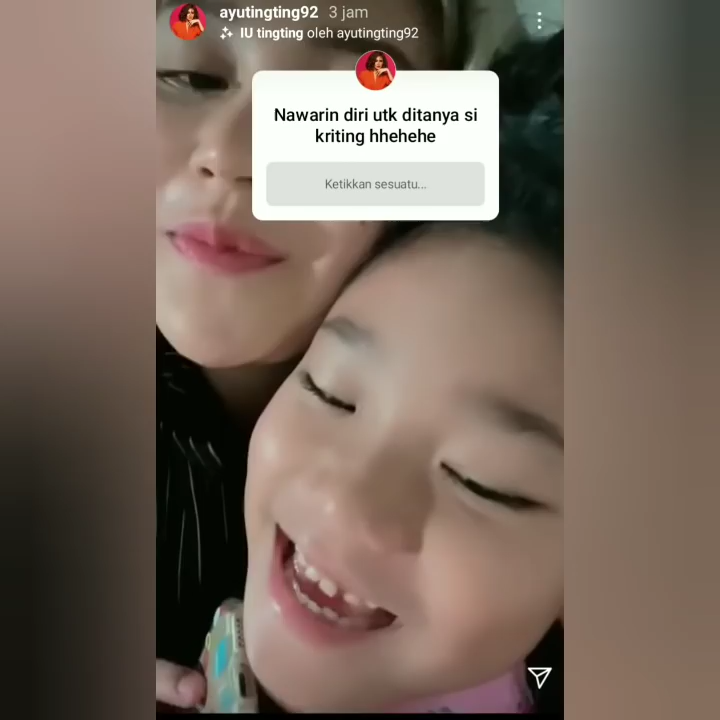 ayutingting92 3 jam
IU tingting oleh ayutingting92
Nawarin diri utk ditanya si
kriting hhehehe
Ketikkan sesuatu...